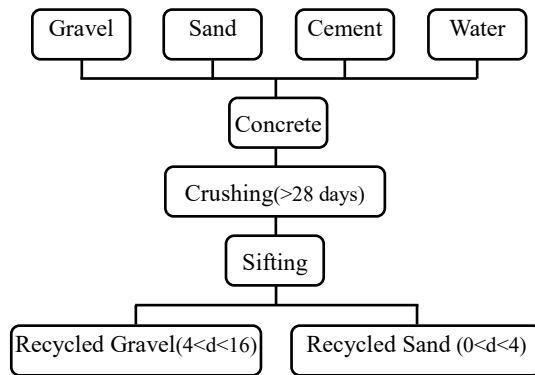 Gravel
Sand
Cement
Water
Concrete
Crushing(>28 days)
Sifting
Recycled Gravel(4<d<16)
Recycled Sand (0<d<4)